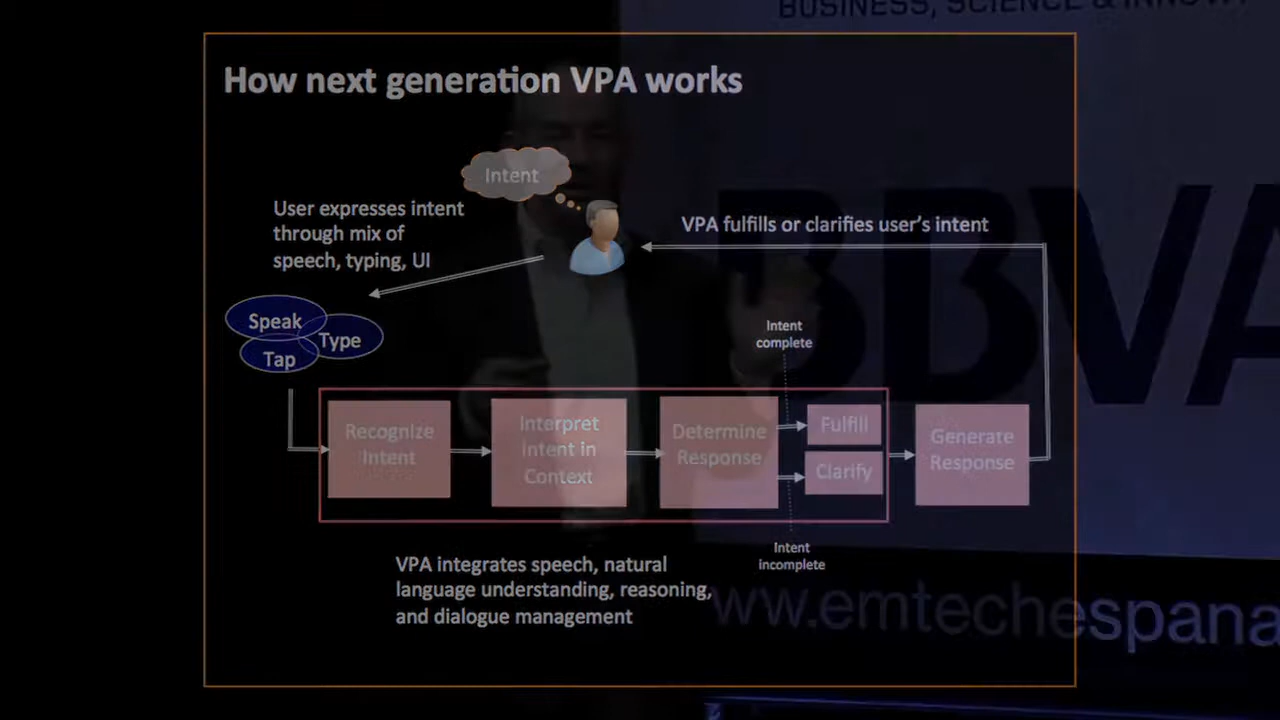 BUSINESS, SCIENCE &
How next generation VPA works
Intent
User expresses intent
through mix of
speech, typing, UI
VPA fulfills or clarifies user's intent
Speak
Type
Tap
Intent
complete
Recognize
Intent
Interpret
Intent in
Context
Determine
Response
Fulfill
Clarify
Generate
Response
Intent
incomplete
VPA integrates speech, natural
language understanding, reasoning,
and dialogue management
BBVA
ww.emtechespana